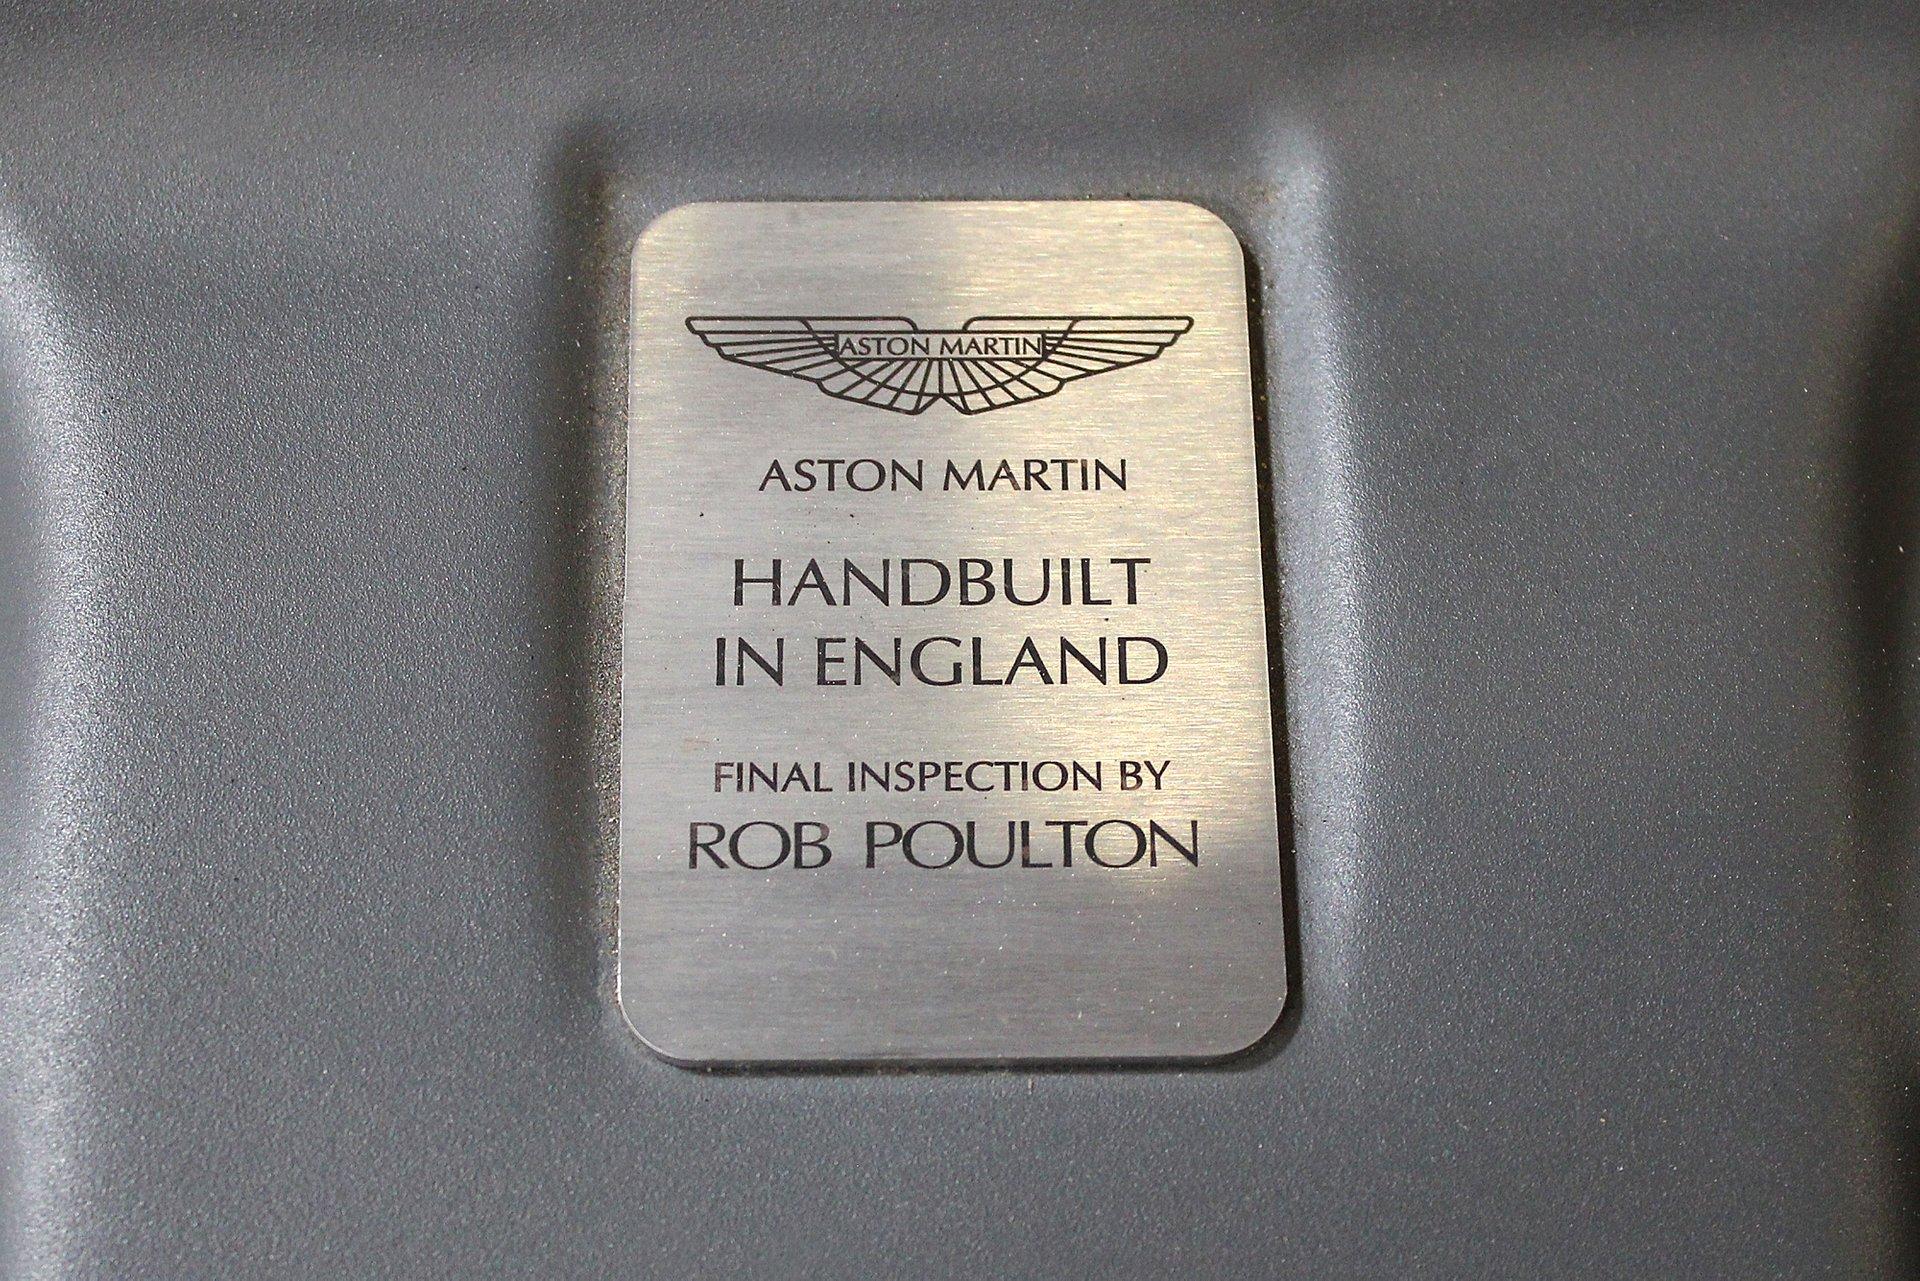 ASTON MARTIN
ASTON MARTIN
HANDBUILT
IN ENGLAND
FINAL INSPECTION BY
ROB POULTON